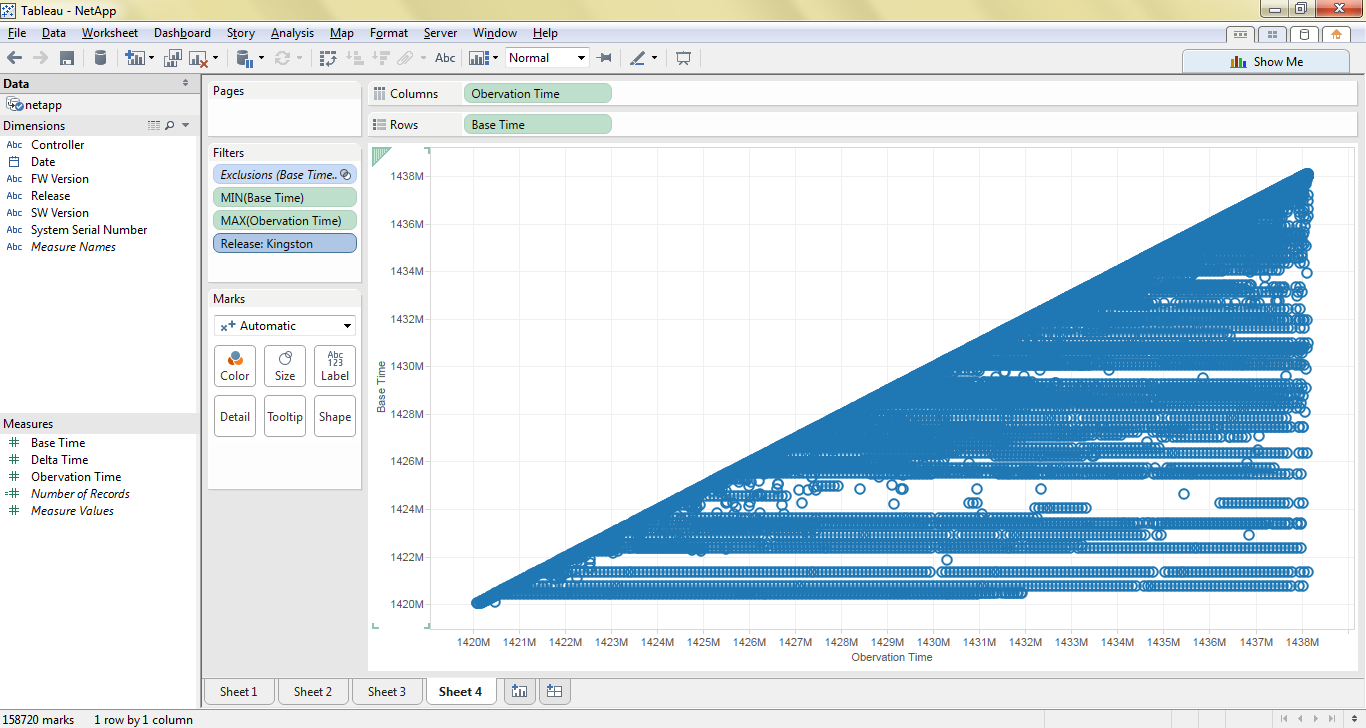 Tableau - NetApp
File Data Worksheet Dashboard Story Analysis Map Format Server Window Help
Abc Normal
Show Me
Data
netapp
Dimensions
Abc Controller
Date
Abc FW Version
Abc Release
Abc SW Version
Abc System Serial Number
Abc Measure Names
Measures
Base Time
Delta Time
Obervation Time
Number of Records
Measure Values
Pages
Filters
Exclusions (Base Time..
MIN(Base Time)
MAX(Obervation Time)
Release: Kingston
Marks
Automatic
Color Size Abc 123 Label
Detail Tooltip Shape
Columns Obervation Time
Rows Base Time
1438M
1436M
1434M
1432M
1430M
1428M
1426M
1424M
1422M
1420M
Base Time
1420M 1421M 1422M 1423M 1424M 1425M 1426M 1427M 1428M 1429M 1430M 1431M 1432M 1433M 1434M 1435M 1436M 1437M 1438M
Obervation Time
Sheet 1 Sheet 2 Sheet 3 Sheet 4
158720 marks 1 row by 1 column